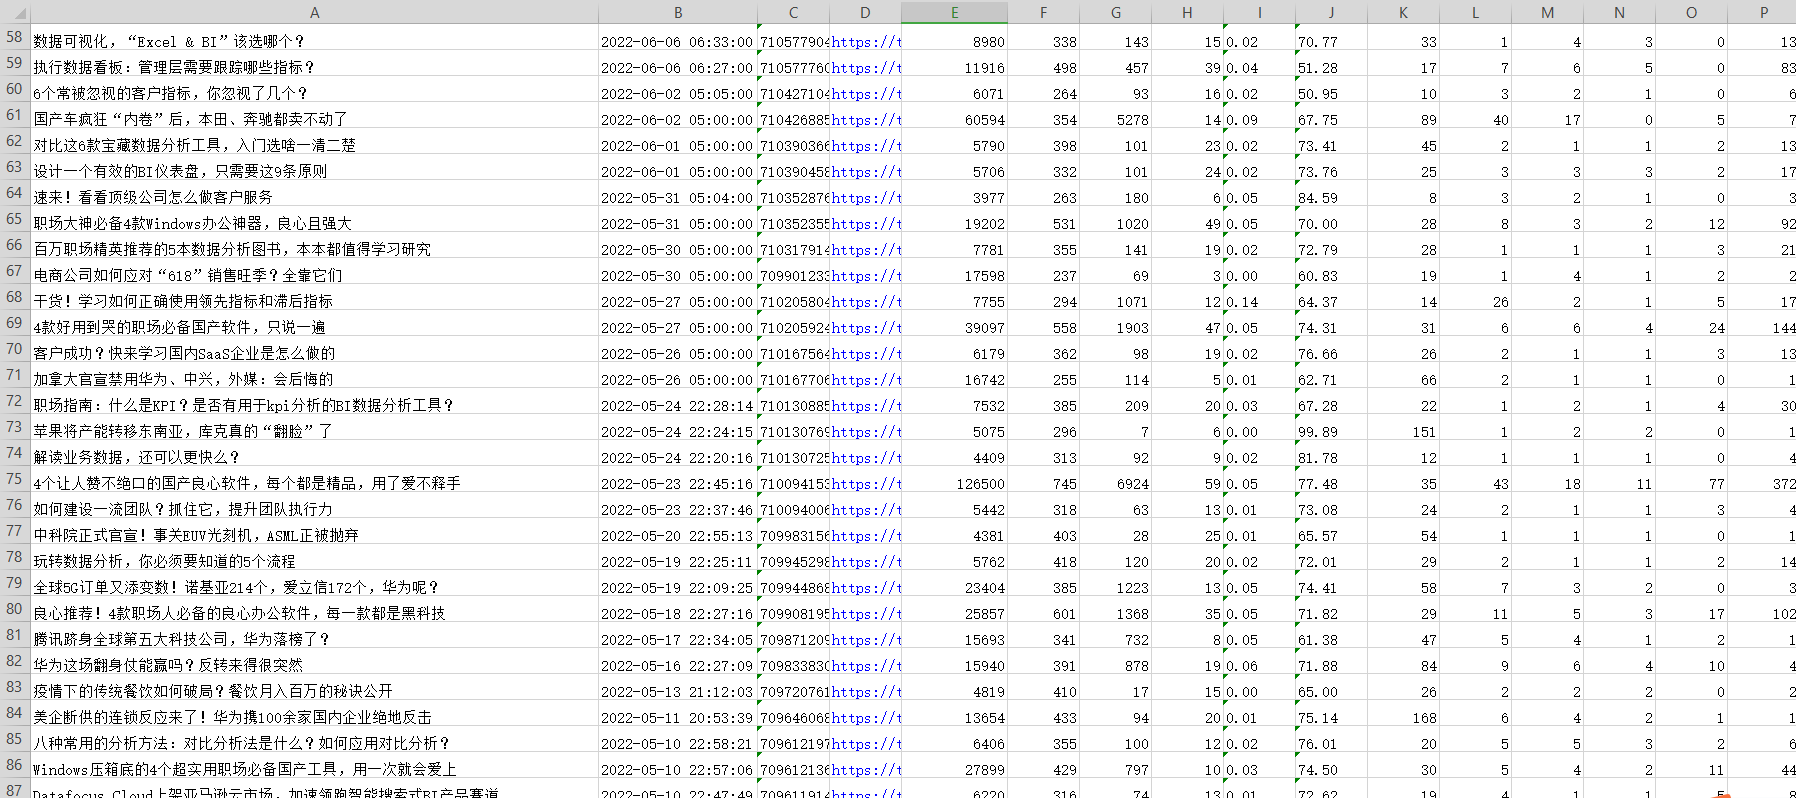 A B C D E F G H I J K L M N O P
58 数据可视化，“Excel & BI”该选哪个？ 2022-06-06 06:33:00 710577904 https://t 8980 338 143 15 0.02 70.77 33 1 4 3 0 13
59 执行数据看板：管理层需要跟踪哪些指标？ 2022-06-06 06:27:00 710577760 https://t 11916 498 457 39 0.04 51.28 17 7 6 5 0 83
60 6个常被忽视的客户指标，你忽视了几个？ 2022-06-02 05:05:00 710427104 https://t 6071 264 93 16 0.02 50.95 10 3 2 1 0 6
61 国产车疯狂“内卷”后，本田、奔驰都卖不动了 2022-06-02 05:00:00 710426885 https://t 60594 354 5278 14 0.09 67.75 89 40 17 0 5 7
62 对比这6款宝藏数据分析工具，入门选啥一清二楚 2022-06-01 05:00:00 710390366 https://t 5790 398 101 23 0.02 73.41 45 2 1 1 2 13
63 设计一个有效的BI仪表盘，只需要这9条原则 2022-06-01 05:00:00 710390458 https://t 5706 332 101 24 0.02 73.76 25 3 3 3 2 17
64 速来！看看顶级公司怎么做客户服务 2022-05-31 05:04:00 710352876 https://t 3977 263 180 6 0.05 84.59 8 3 2 1 0 3
65 职场大神必备4款Windows办公神器，良心且强大 2022-05-31 05:00:00 710352355 https://t 19202 531 1020 49 0.05 70.00 28 8 3 2 12 92
66 百万职场精英推荐的5本数据分析图书，本本都值得学习研究 2022-05-30 05:00:00 710317914 https://t 7781 355 141 19 0.02 72.79 28 1 1 1 3 21
67 电商公司如何应对“618”销售旺季？全靠它们 2022-05-30 05:00:00 709901233 https://t 17598 237 69 3 0.00 60.83 19 1 4 1 2 2
68 干货！学习如何正确使用领先指标和滞后指标 2022-05-27 05:00:00 710205804 https://t 7755 294 1071 12 0.14 64.37 14 26 2 1 5 17
69 4款好用到哭的职场必备国产软件，只说一遍 2022-05-27 05:00:00 710205924 https://t 39097 558 1903 47 0.05 74.31 31 6 6 4 24 144
70 客户成功？快来学习国内SaaS企业是怎么做的 2022-05-26 05:00:00 710167564 https://t 6179 362 98 19 0.02 76.66 26 2 1 1 3 13
71 加拿大官宣禁用华为、中兴，外媒：会后悔的 2022-05-26 05:00:00 710167706 https://t 16742 255 114 5 0.01 62.71 66 2 1 1 0 1
72 职场指南：什么是KPI？是否有用于kpi分析的BI数据分析工具？ 2022-05-24 22:28:14 710130885 https://t 7532 385 209 20 0.03 67.28 22 1 2 1 4 30
73 苹果将产能转移东南亚，库克真的“翻脸”了 2022-05-24 22:24:15 710130769 https://t 5075 296 7 6 0.00 99.89 151 1 2 2 0 1
74 解读业务数据，还可以更快么？ 2022-05-24 22:20:16 710130725 https://t 4409 313 92 9 0.02 81.78 12 1 1 1 0 4
75 4个让人赞不绝口的国产良心软件，每个都是精品，用了爱不释手 2022-05-23 22:45:16 710094153 https://t 126500 745 6924 59 0.05 77.48 35 43 18 11 77 372
76 如何建设一流团队？抓住它，提升团队执行力 2022-05-23 22:37:46 710094006 https://t 5442 318 63 13 0.01 73.08 24 2 1 1 3 4
77 中科院正式官宣！事关EUV光刻机，ASML正被抛弃 2022-05-20 22:55:13 709983156 https://t 4381 403 28 25 0.01 65.57 54 1 1 1 0 1
78 玩转数据分析，你必须要知道的5个流程 2022-05-19 22:25:11 709945298 https://t 5762 418 120 20 0.02 72.01 29 2 1 1 2 14
79 全球5G订单又添变数！诺基亚214个，爱立信172个，华为呢？ 2022-05-19 22:09:25 709944868 https://t 23404 385 1223 13 0.05 74.41 58 7 3 2 0 3
80 良心推荐！4款职场人必备的良心办公软件，每一款都是黑科技 2022-05-18 22:27:16 709908195 https://t 25857 601 1368 35 0.05 71.82 29 11 5 3 17 102
81 腾讯跻身全球第五大科技公司，华为落榜了？ 2022-05-17 22:34:05 709871209 https://t 15693 341 732 8 0.05 61.38 47 5 4 1 2 1
82 华为这场翻身仗能赢吗？反转来得很突然 2022-05-16 22:27:09 709833830 https://t 15940 391 878 19 0.06 71.88 84 9 6 4 10 4
83 疫情下的传统餐饮如何破局？餐饮月入百万的秘诀公开 2022-05-13 21:12:03 709720761 https://t 4819 410 17 15 0.00 65.00 26 2 2 2 0 2
84 美企断供的连锁反应来了！华为携100余家国内企业绝地反击 2022-05-11 20:53:39 709646068 https://t 13654 433 94 20 0.01 75.14 168 6 4 2 1 1
85 八种常用的分析方法：对比分析法是什么？如何应用对比分析？ 2022-05-10 22:58:21 709612197 https://t 6406 355 100 12 0.02 76.01 20 5 5 3 2 6
86 Windows压箱底的4个超实用职场必备国产工具，用一次就会爱上 2022-05-10 22:57:06 709612136 https://t 27899 429 797 10 0.03 74.50 30 5 4 2 11 44
87 Datafocus Cloud上架亚马逊云市场，加速领跑智能搜索式BI产品赛道 2022-05-10 22:47:49 709611914 https://t 6220 316 74 13 0.01 72.62 19 4 1 1 5 8